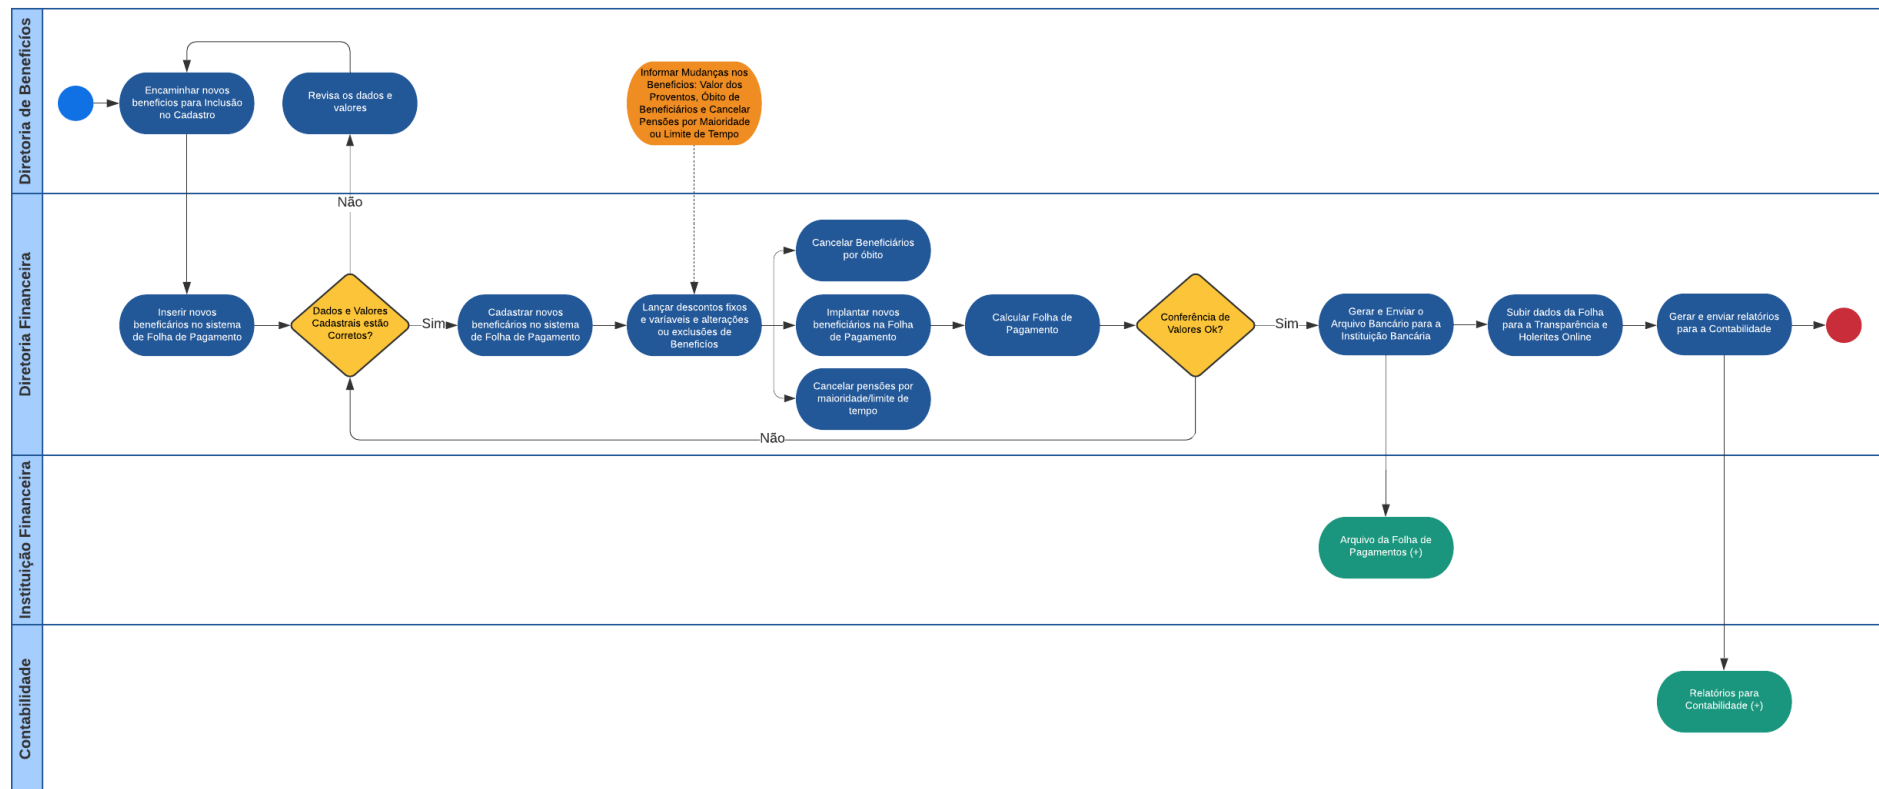 Diretoria de Benefícios
Encaminhar novos
beneficios para Inclusão
no Cadastro
Revisa os dados e
valores
Informar Mudanças nos
Beneficios: Valor dos
Proventos, Óbito de
Beneficiários e Cancelar
Pensões por Maioridade
ou Limite de Tempo
Diretoria Financeira
Não
Inserir novos
beneficários no sistema
de Folha de Pagamento
Dados e Valores
Cadastrais estão
Corretos?
Sim
Cadastrar novos
beneficários no sistema
de Folha de Pagamento
Lançar descontos fixos
e varíaveis e alterações
ou exclusões de
Beneficíos
Cancelar Beneficiários
por óbito
Implantar novos
beneficiários na Folha
de Pagamento
Cancelar pensões por
maioridade/limite de
tempo
Calcular Folha de
Pagamento
Conferência de
Valores Ok?
Sim
Não
Gerar e Enviar o
Arquivo Bancário para a
Instituição Bancária
Subir dados da Folha
para a Transparência e
Holerites Online
Gerar e enviar relatórios
para a Contabilidade
Instituição Financeira
Arquivo da Folha de
Pagamentos (+)
Contabilidade
Relatórios para
Contabilidade (+)